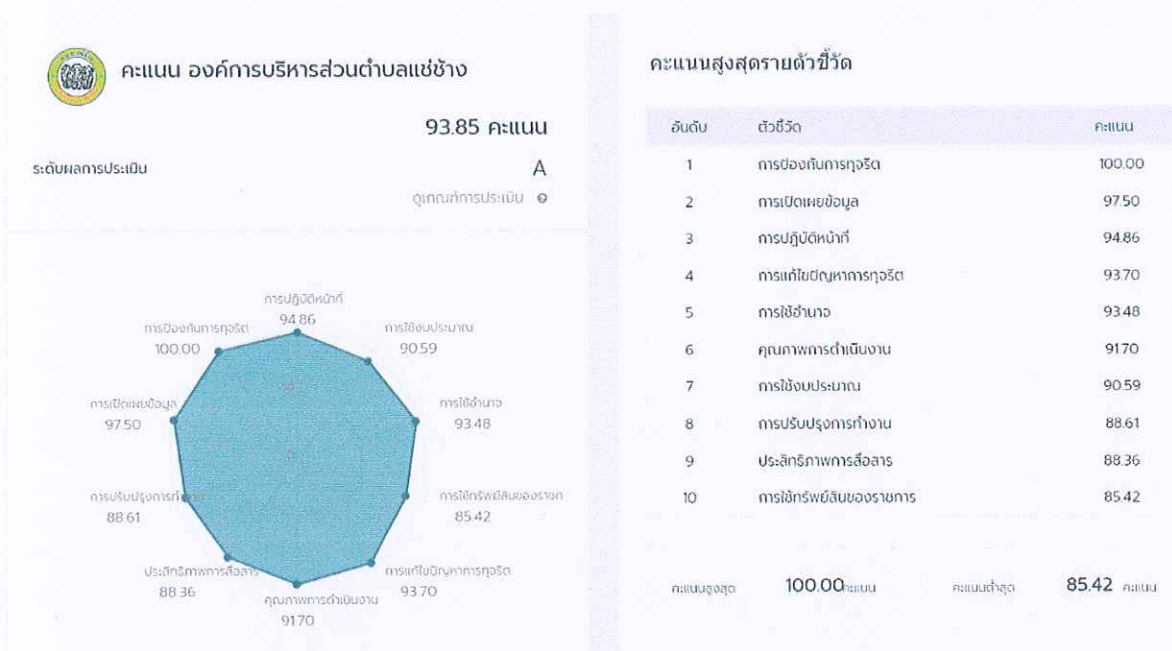 คะแนน องค์การบริหารส่วนตำบลแช่ช้าง
93.85 คะแนน
ระดับผลการประเมิน A
ดูเกณฑ์การประเมิน
การปฏิบัติหน้าที่
94.86
การป้องกันการทุจริต
100.00
การใช้งบประมาณ
90.59
การเปิดเผยข้อมูล
97.50
การใช้อำนาจ
93.48
การปรับปรุงการทำ
88.61
การใช้ทรัพย์สินของราชก
85.42
ประสิทธิภาพการสื่อสาร
88.36
การแก้ไขปัญหาการทุจริต
93.70
คุณภาพการดำเนินงาน
91.70
คะแนนสูงสุดรายตัวชี้วัด
อันดับ ตัวชี้วัด คะแนน
1 การป้องกันการทุจริต 100.00
2 การเปิดเผยข้อมูล 97.50
3 การปฏิบัติหน้าที่ 94.86
4 การแก้ไขปัญหาการทุจริต 93.70
5 การใช้อำนาจ 93.48
6 คุณภาพการดำเนินงาน 91.70
7 การใช้งบประมาณ 90.59
8 การปรับปรุงการทำงาน 88.61
9 ประสิทธิภาพการสื่อสาร 88.36
10 การใช้ทรัพย์สินของราชการ 85.42
คะแนนสูงสุด 100.00 คะแนน คะแนนต่ำสุด 85.42 คะแนน